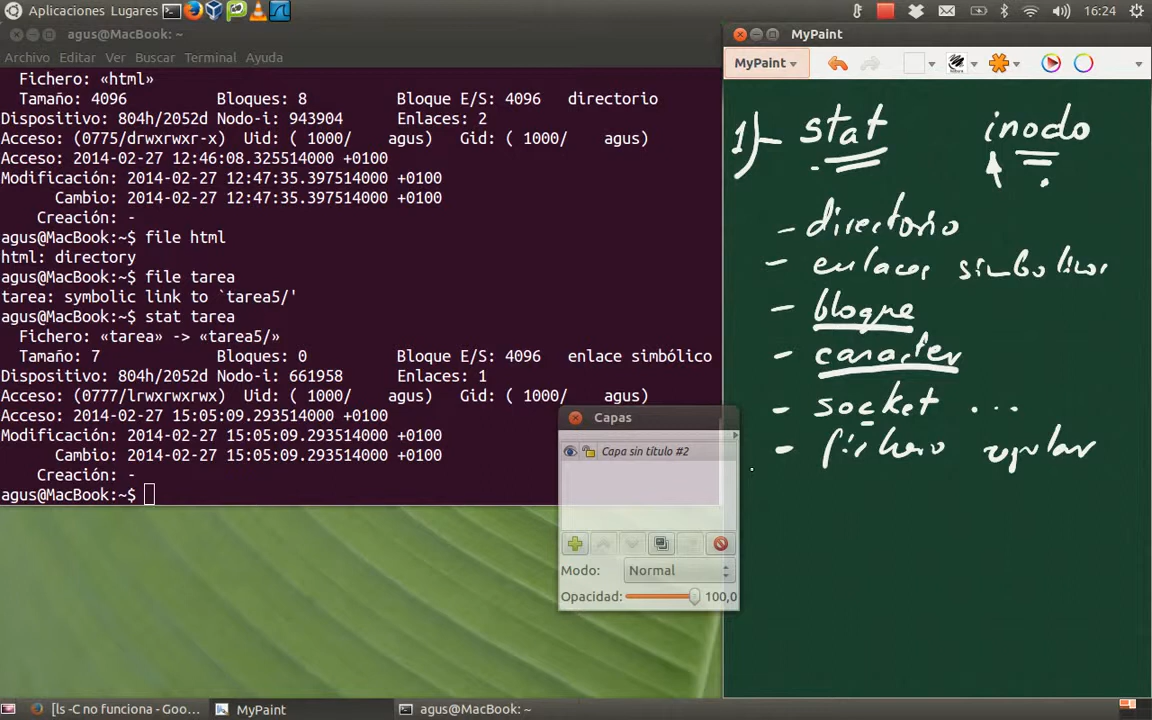 Aplicaciones Lugares 16:24
agus@MacBook: ~
Archivo Editar Ver Buscar Terminal Ayuda
Fichero: «html»
Tamaño: 4096 Bloques: 8 Bloque E/S: 4096 directorio
Dispositivo: 804h/2052d Nodo-i: 943904 Enlaces: 2
Acceso: (0775/drwxrwxr-x) Uid: ( 1000/ agus) Gid: ( 1000/ agus)
Acceso: 2014-02-27 12:46:08.325514000 +0100
Modificación: 2014-02-27 12:47:35.397514000 +0100
Cambio: 2014-02-27 12:47:35.397514000 +0100
Creación: -
agus@MacBook:~$ file html
html: directory
agus@MacBook:~$ file tarea
tarea: symbolic link to `tarea5/'
agus@MacBook:~$ stat tarea
Fichero: «tarea» -> «tarea5/»
Tamaño: 7 Bloques: 0 Bloque E/S: 4096 enlace simbólico
Dispositivo: 804h/2052d Nodo-i: 661958 Enlaces: 1
Acceso: (0777/lrwxrwxrwx) Uid: ( 1000/ agus) Gid: ( 1000/ agus)
Acceso: 2014-02-27 15:05:09.293514000 +0100
Modificación: 2014-02-27 15:05:09.293514000 +0100
Cambio: 2014-02-27 15:05:09.293514000 +0100
Creación: -
agus@MacBook:~$
Capas
Capa sin título #2
Modo: Normal
Opacidad: 100,0
MyPaint
MyPaint
1)- stat inodo
- directorio
- enlaces simbolicos
- bloque
- caracter
- socket ...
- fichero regular
[ls -C no funciona - Goo... MyPaint agus@MacBook: ~